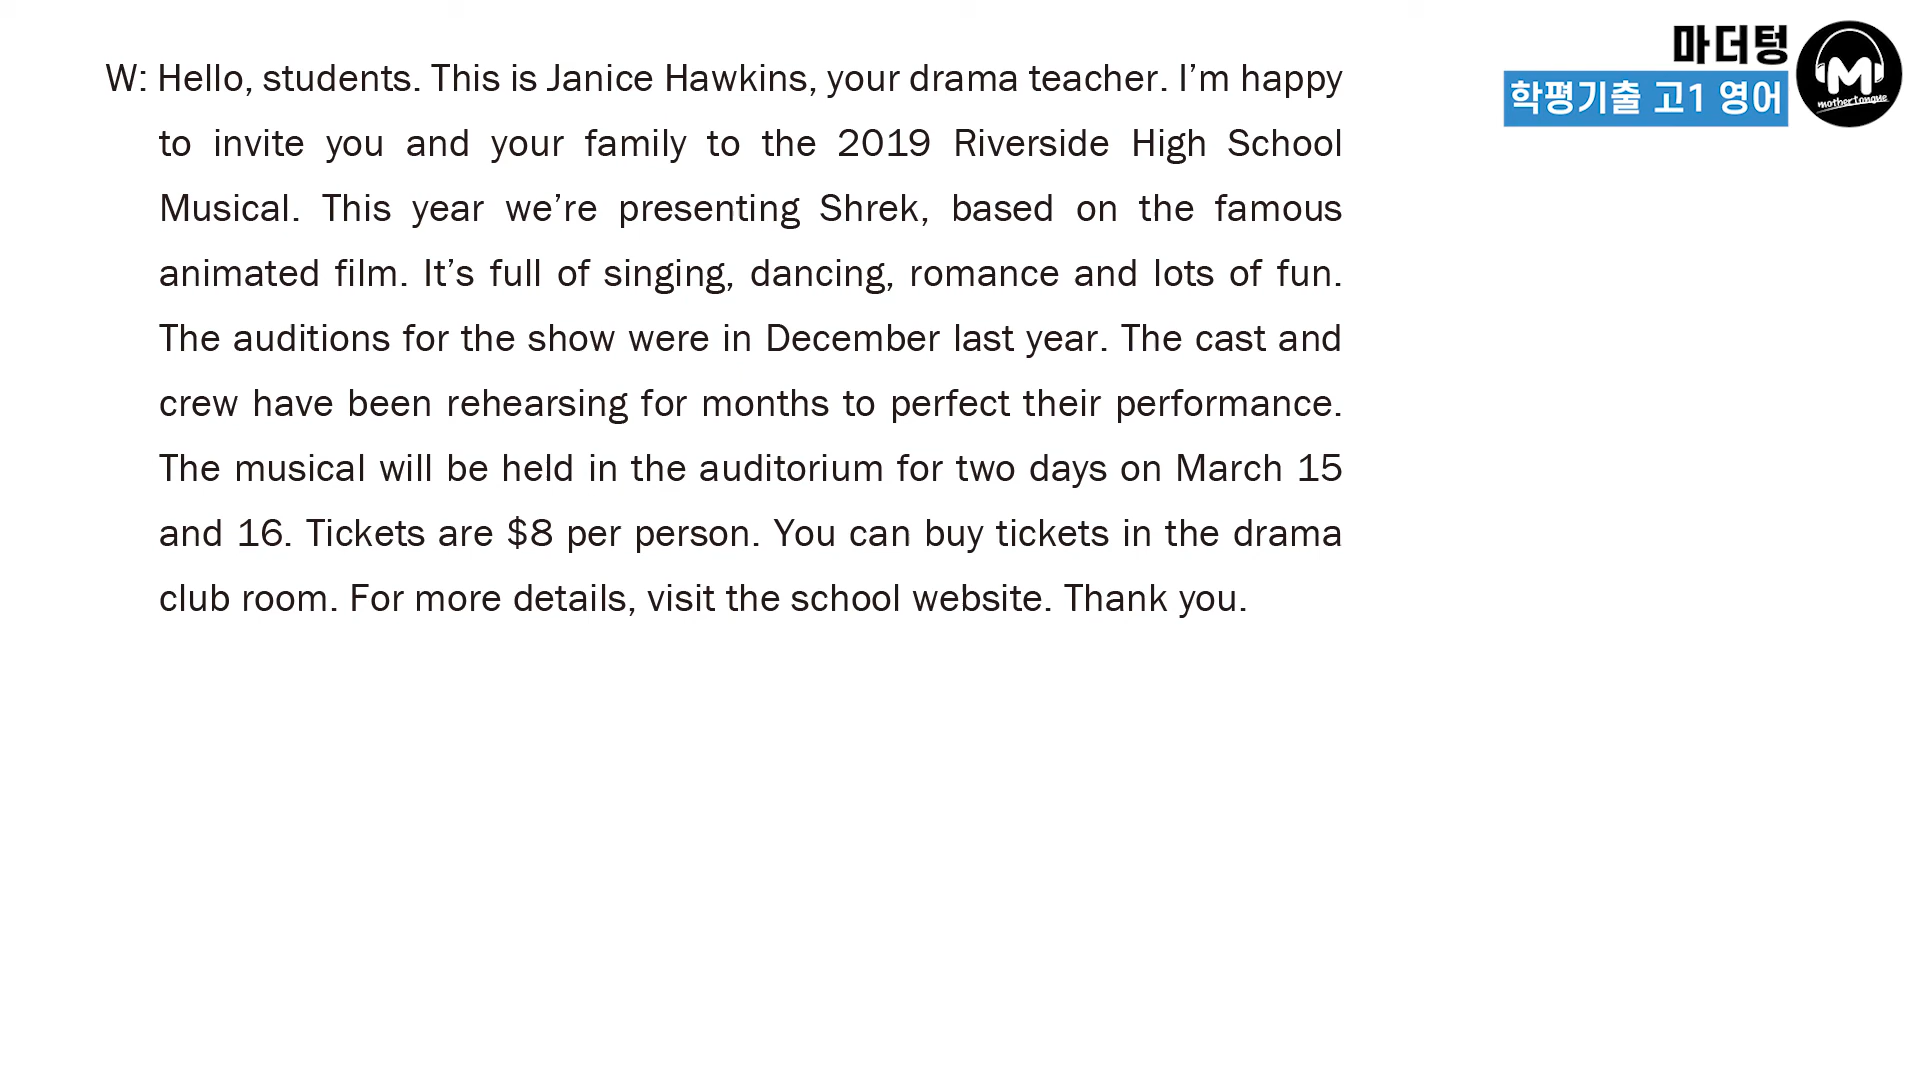 W: Hello, students. This is Janice Hawkins, your drama teacher. I’m happy
to invite you and your family to the 2019 Riverside High School
Musical. This year we’re presenting Shrek, based on the famous
animated film. It’s full of singing, dancing, romance and lots of fun.
The auditions for the show were in December last year. The cast and
crew have been rehearsing for months to perfect their performance.
The musical will be held in the auditorium for two days on March 15
and 16. Tickets are $8 per person. You can buy tickets in the drama
club room. For more details, visit the school website. Thank you.
마더텅
학평기출 고1 영어
M
mothertongue